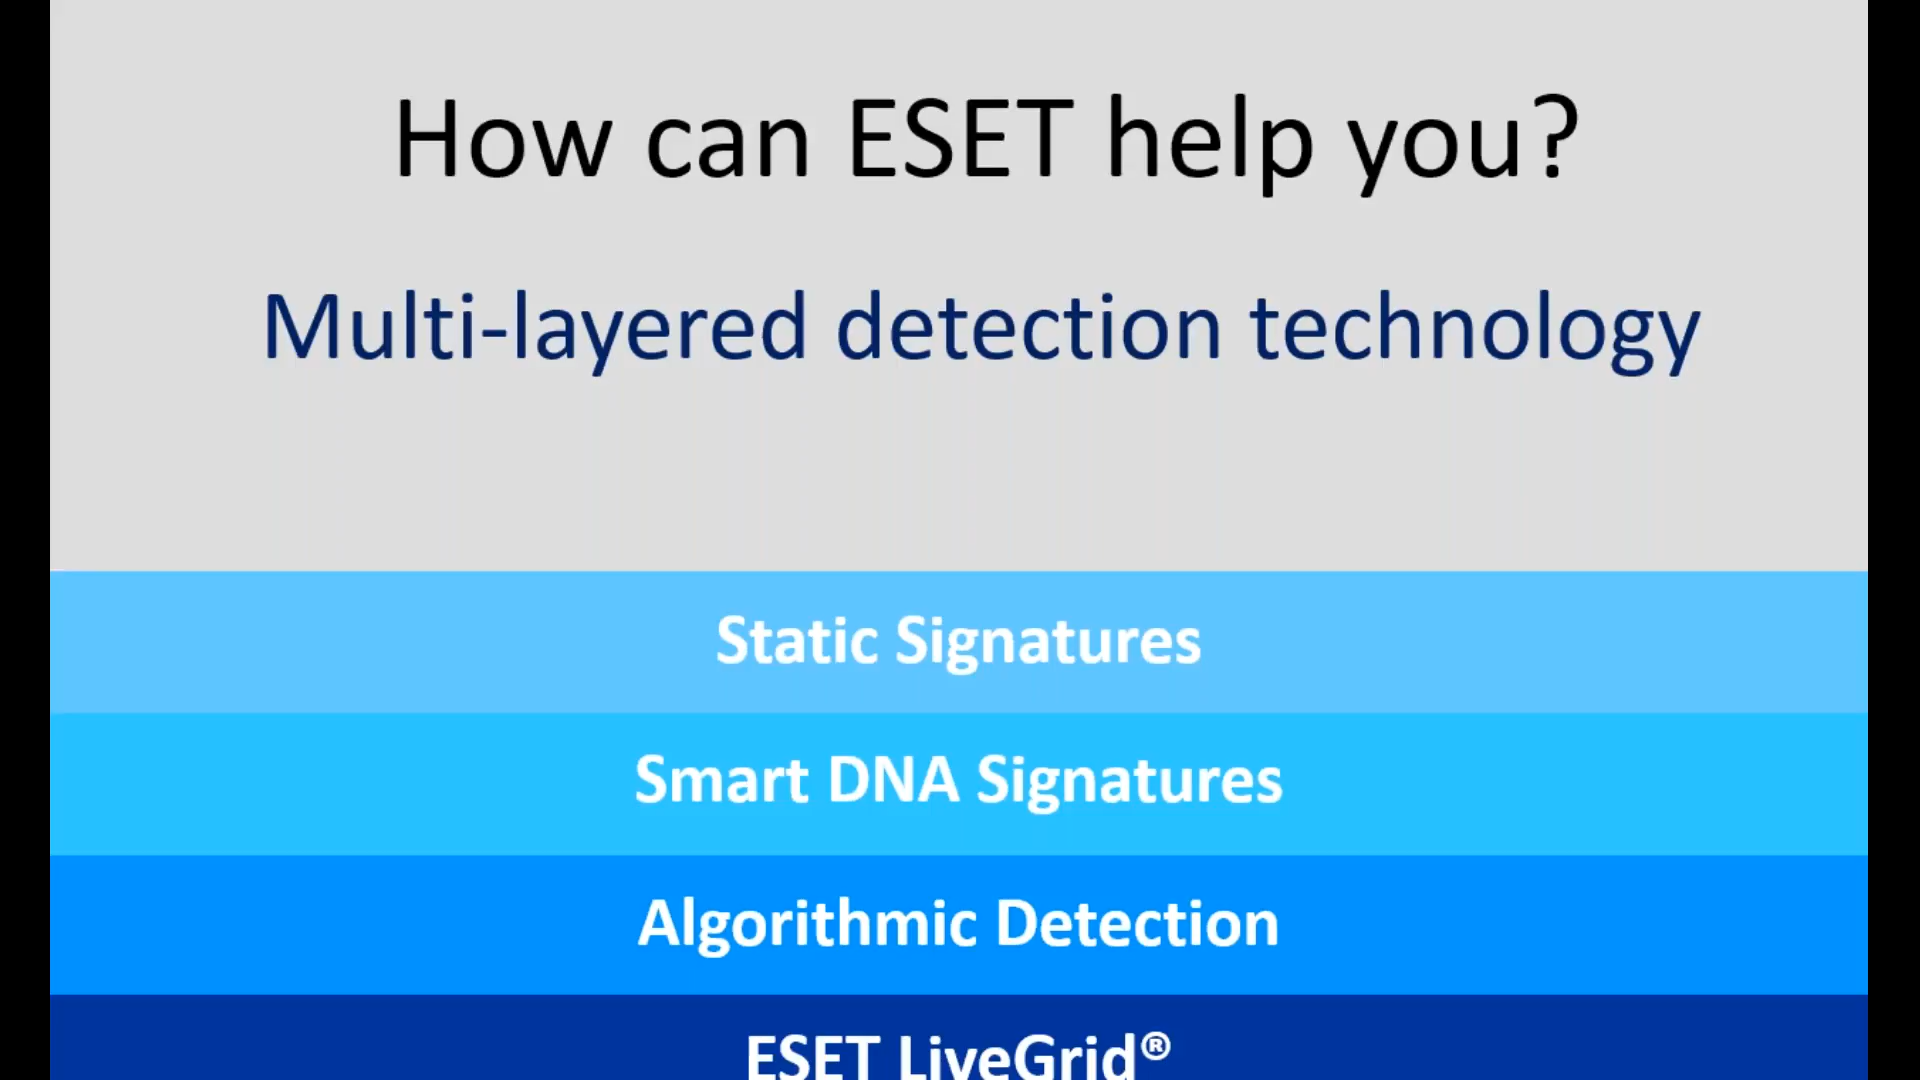 How can ESET help you?
Multi-layered detection technology
Static Signatures
Smart DNA Signatures
Algorithmic Detection
ESET LiveGrid®